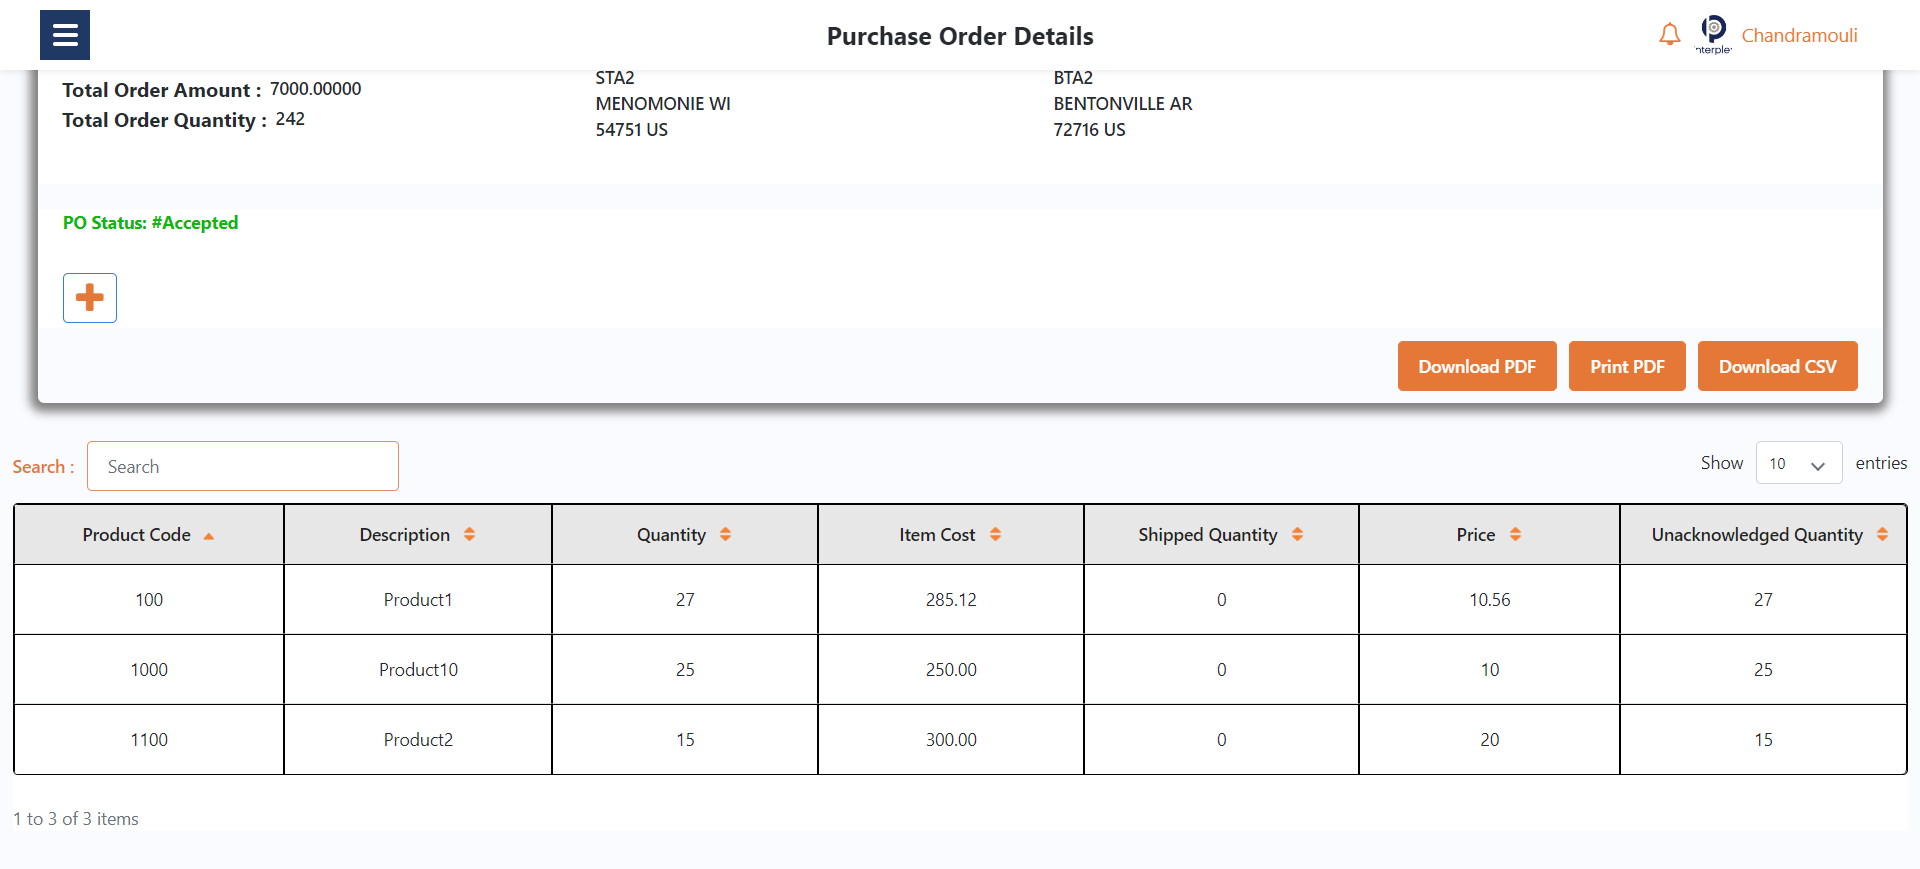 Purchase Order Details
nterplex
Chandramouli
Total Order Amount : 7000.00000
Total Order Quantity : 242
STA2
MENOMONIE WI
54751 US
BTA2
BENTONVILLE AR
72716 US
PO Status: #Accepted
Download PDF
Print PDF
Download CSV
Search :
Search
Show 10 entries
Product Code Description Quantity Item Cost Shipped Quantity Price Unacknowledged Quantity
100 Product1 27 285.12 0 10.56 27
1000 Product10 25 250.00 0 10 25
1100 Product2 15 300.00 0 20 15
1 to 3 of 3 items